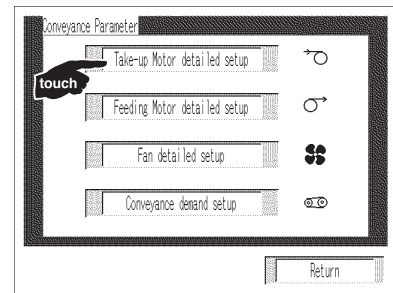 Conveyance Parameter
Take-up Motor detailed setup
touch
Feeding Motor detailed setup
Fan detailed setup
Conveyance demand setup
Return